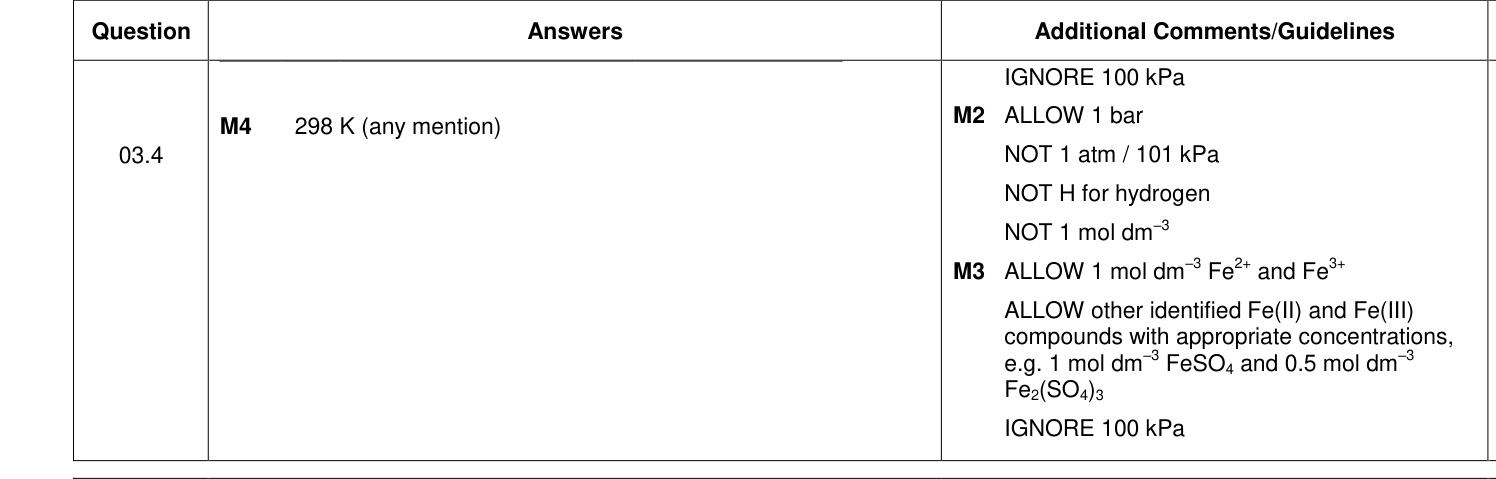 Question Answers Additional Comments/Guidelines
IGNORE 100 kPa
M4 298 K (any mention)
M2 ALLOW 1 bar
03.4
NOT 1 atm / 101 kPa
NOT H for hydrogen
NOT 1 mol dm⁻³
M3 ALLOW 1 mol dm⁻³ Fe²⁺ and Fe³⁺
ALLOW other identified Fe(II) and Fe(III)
compounds with appropriate concentrations,
e.g. 1 mol dm⁻³ FeSO₄ and 0.5 mol dm⁻³
Fe₂(SO₄)₃
IGNORE 100 kPa